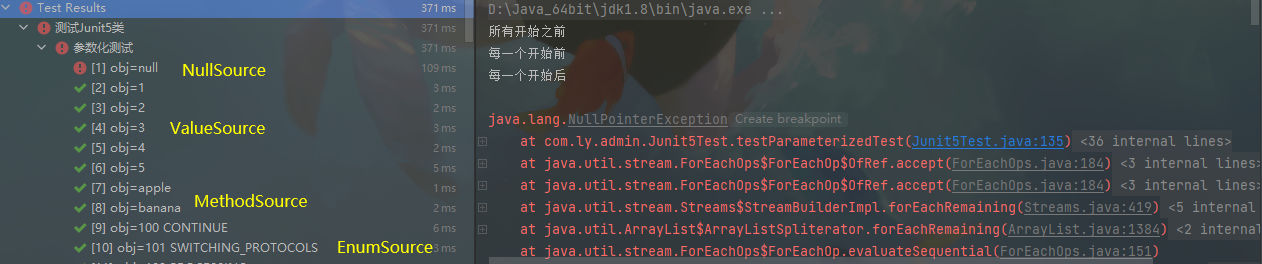 Test Results 371 ms
测试Junit5类 371 ms
参数化测试 371 ms
[1] obj=null NullSource 109 ms
[2] obj=1 3 ms
[3] obj=2 2 ms
[4] obj=3 ValueSource 3 ms
[5] obj=4 2 ms
[6] obj=5 5 ms
[7] obj=apple 1 ms
[8] obj=banana MethodSource 2 ms
[9] obj=100 CONTINUE 6 ms
[10] obj=101 SWITCHING_PROTOCOLS EnumSource 3 ms
D:\Java_64bit\jdk1.8\bin\java.exe ...
所有开始之前
每一个开始前
每一个开始后
java.lang.NullPointerException Create breakpoint
at com.ly.admin.Junit5Test.testParameterizedTest(Junit5Test.java:135) <36 internal lines>
at java.util.stream.ForEachOps$ForEachOp$OfRef.accept(ForEachOps.java:184) <3 internal lines>
at java.util.stream.ForEachOps$ForEachOp$OfRef.accept(ForEachOps.java:184) <3 internal lines>
at java.util.stream.Streams$StreamBuilderImpl.forEachRemaining(Streams.java:419) <5 internal
at java.util.ArrayList$ArrayListSpliterator.forEachRemaining(ArrayList.java:1384) <2 internal
at java.util.stream.ForEachOps$ForEachOp.evaluateSequential(ForEachOps.java:151)